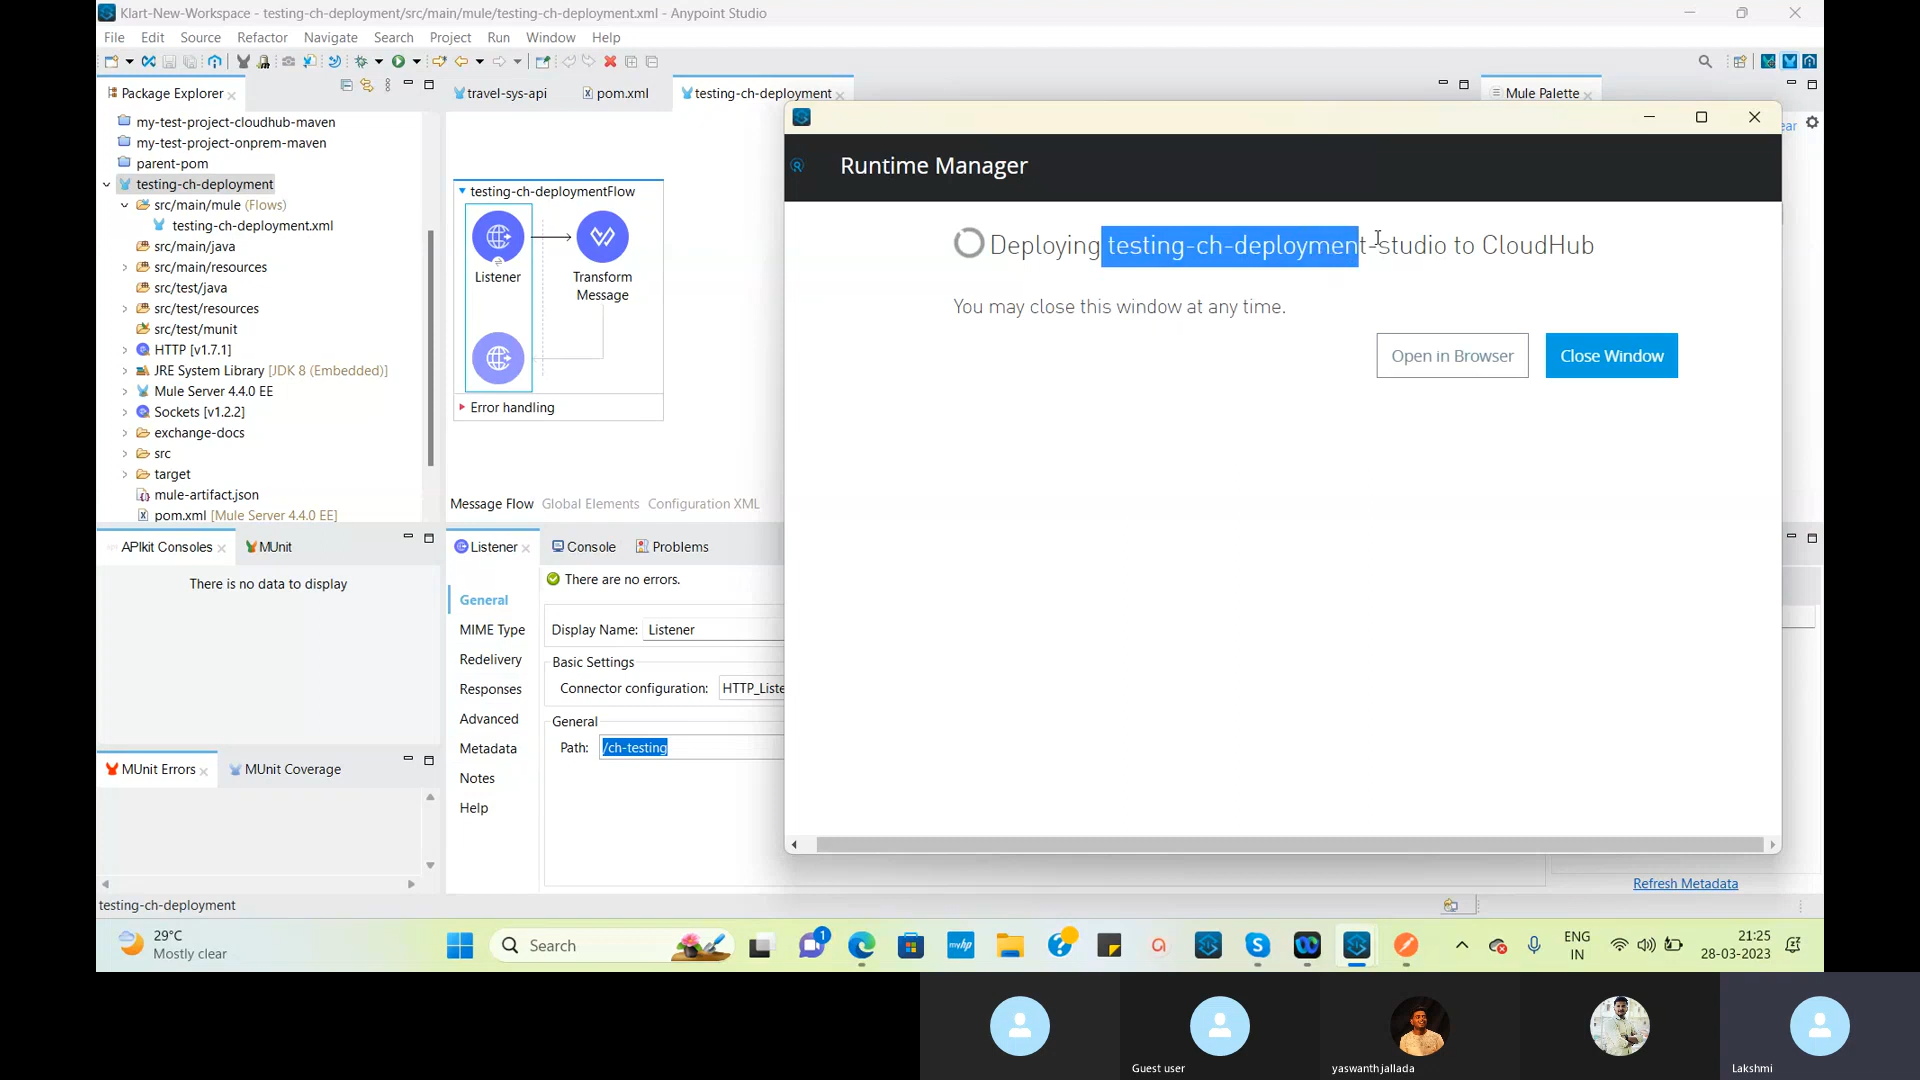 Klart-New-Workspace - testing-ch-deployment/src/main/mule/testing-ch-deployment.xml - Anypoint Studio
File Edit Source Refactor Navigate Search Project Run Window Help
Package Explorer
travel-sys-api
pom.xml
testing-ch-deployment
Mule Palette
my-test-project-cloudhub-maven
my-test-project-onprem-maven
parent-pom
testing-ch-deployment
src/main/mule (Flows)
testing-ch-deployment.xml
src/main/java
src/main/resources
src/test/java
src/test/resources
src/test/munit
HTTP [v1.7.1]
JRE System Library [JDK 8 (Embedded)]
Mule Server 4.4.0 EE
Sockets [v1.2.2]
exchange-docs
src
target
mule-artifact.json
pom.xml [Mule Server 4.4.0 EE]
testing-ch-deploymentFlow
Listener
Transform
Message
Error handling
Message Flow Global Elements Configuration XML
ear
Runtime Manager
Deploying testing-ch-deployment-studio to CloudHub
You may close this window at any time.
Open in Browser
Close Window
APIkit Consoles
MUnit
There is no data to display
MUnit Errors
MUnit Coverage
Listener
Console
Problems
There are no errors.
General
MIME Type
Redelivery
Responses
Advanced
Metadata
Notes
Help
Display Name: Listener
Basic Settings
Connector configuration: HTTP_Liste
General
Path: /ch-testing
Refresh Metadata
testing-ch-deployment
29°C
Mostly clear
Search
1
myhp
ENG
IN
21:25
28-03-2023
Guest user
yaswanth jallada
Lakshmi